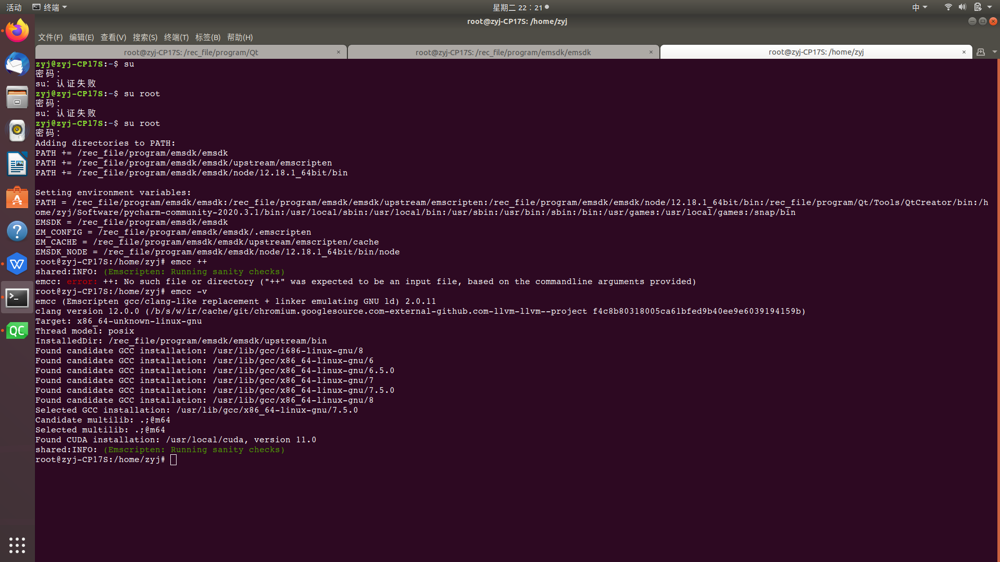 活动 终端 星期二 22：21 中
root@zyj-CP17S: /home/zyj
文件(F) 编辑(E) 查看(V) 搜索(S) 终端(T) 标签(B) 帮助(H)
root@zyj-CP17S: /rec_file/program/Qt × root@zyj-CP17S: /rec_file/program/emsdk/emsdk × root@zyj-CP17S: /home/zyj ×
zyj@zyj-CP17S:~$ su
密码：
su: 认证失败
zyj@zyj-CP17S:~$ su root
密码：
su: 认证失败
zyj@zyj-CP17S:~$ su root
密码：
Adding directories to PATH:
PATH += /rec_file/program/emsdk/emsdk
PATH += /rec_file/program/emsdk/emsdk/upstream/emscripten
PATH += /rec_file/program/emsdk/emsdk/node/12.18.1_64bit/bin
Setting environment variables:
PATH = /rec_file/program/emsdk/emsdk:/rec_file/program/emsdk/emsdk/upstream/emscripten:/rec_file/program/emsdk/emsdk/node/12.18.1_64bit/bin:/rec_file/program/Qt/Tools/QtCreator/bin:/h
ome/zyj/Software/pycharm-community-2020.3.1/bin:/usr/local/sbin:/usr/local/bin:/usr/sbin:/usr/bin:/sbin:/bin:/usr/games:/usr/local/games:/snap/bin
EMSDK = /rec_file/program/emsdk/emsdk
EM_CONFIG = /rec_file/program/emsdk/emsdk/.emscripten
EM_CACHE = /rec_file/program/emsdk/emsdk/upstream/emscripten/cache
EMSDK_NODE = /rec_file/program/emsdk/emsdk/node/12.18.1_64bit/bin/node
root@zyj-CP17S:/home/zyj# emcc ++
shared:INFO: (Emscripten: Running sanity checks)
emcc: error: ++: No such file or directory ("++" was expected to be an input file, based on the commandline arguments provided)
root@zyj-CP17S:/home/zyj# emcc -v
emcc (Emscripten gcc/clang-like replacement + linker emulating GNU ld) 2.0.11
clang version 12.0.0 (/b/s/w/ir/cache/git/chromium.googlesource.com-external-github.com-llvm-llvm--project f4c8b80318005ca61bfed9b40ee9e6039194159b)
Target: x86_64-unknown-linux-gnu
Thread model: posix
InstalledDir: /rec_file/program/emsdk/emsdk/upstream/bin
Found candidate GCC installation: /usr/lib/gcc/i686-linux-gnu/8
Found candidate GCC installation: /usr/lib/gcc/x86_64-linux-gnu/6
Found candidate GCC installation: /usr/lib/gcc/x86_64-linux-gnu/6.5.0
Found candidate GCC installation: /usr/lib/gcc/x86_64-linux-gnu/7
Found candidate GCC installation: /usr/lib/gcc/x86_64-linux-gnu/7.5.0
Found candidate GCC installation: /usr/lib/gcc/x86_64-linux-gnu/8
Selected GCC installation: /usr/lib/gcc/x86_64-linux-gnu/7.5.0
Candidate multilib: .;@m64
Selected multilib: .;@m64
Found CUDA installation: /usr/local/cuda, version 11.0
shared:INFO: (Emscripten: Running sanity checks)
root@zyj-CP17S:/home/zyj#
A
?
W
>_
QC